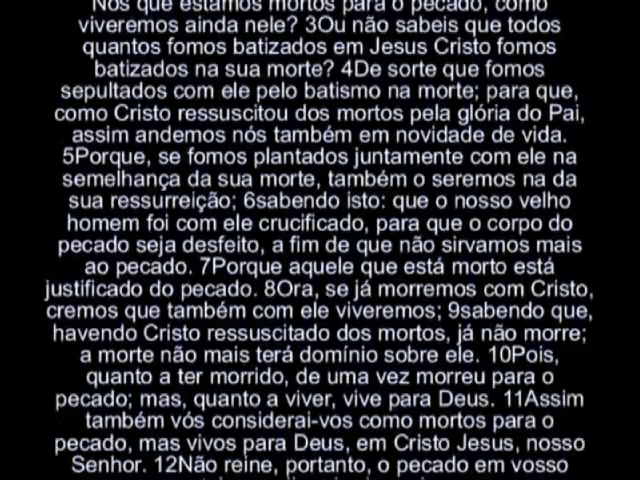 Nós que estamos mortos para o pecado, como
viveremos ainda nele? 3Ou não sabeis que todos
quantos fomos batizados em Jesus Cristo fomos
batizados na sua morte? 4De sorte que fomos
sepultados com ele pelo batismo na morte; para que,
como Cristo ressuscitou dos mortos pela glória do Pai,
assim andemos nós também em novidade de vida.
5Porque, se fomos plantados juntamente com ele na
semelhança da sua morte, também o seremos na da
sua ressurreição; 6sabendo isto: que o nosso velho
homem foi com ele crucificado, para que o corpo do
pecado seja desfeito, a fim de que não sirvamos mais
ao pecado. 7Porque aquele que está morto está
justificado do pecado. 8Ora, se já morremos com Cristo,
cremos que também com ele viveremos; 9sabendo que,
havendo Cristo ressuscitado dos mortos, já não morre;
a morte não mais terá domínio sobre ele. 10Pois,
quanto a ter morrido, de uma vez morreu para o
pecado; mas, quanto a viver, vive para Deus. 11Assim
também vós considerai-vos como mortos para o
pecado, mas vivos para Deus, em Cristo Jesus, nosso
Senhor. 12Não reine, portanto, o pecado em vosso